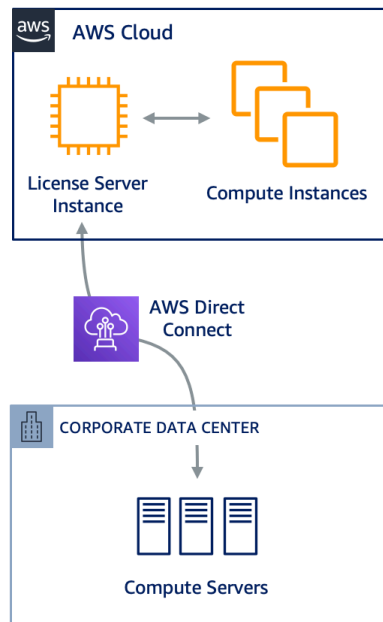 aws
AWS Cloud
License Server
Instance
Compute Instances
AWS Direct
Connect
CORPORATE DATA CENTER
Compute Servers